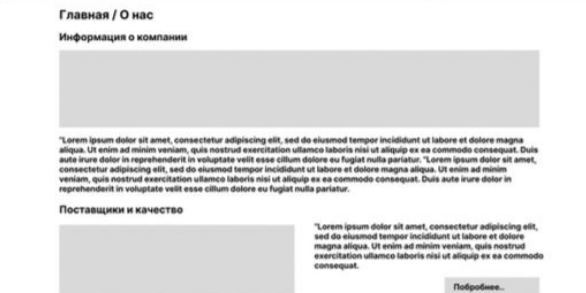 Главная / О нас
Информация о компании
"Lorem ipsum dolor sit amet, consectetur adipiscing elit, sed do eiusmod tempor incididunt ut labore et dolore magna
aliqua. Ut enim ad minim veniam, quis nostrud exercitation ullamco laboris nisi ut aliquip ex ea commodo consequat. Duis
aute irure dolor in reprehenderit in voluptate velit esse cillum dolore eu fugiat nulla pariatur. "Lorem ipsum dolor sit amet,
consectetur adipiscing elit, sed do eiusmod tempor incididunt ut labore et dolore magna aliqua. Ut enim ad minim
veniam, quis nostrud exercitation ullamco laboris nisi ut aliquip ex ea commodo consequat. Duis aute irure dolor in
reprehenderit in voluptate velit esse cillum dolore eu fugiat nulla pariatur.
Поставщики и качество
"Lorem ipsum dolor sit amet, consectetur adipiscing elit,
sed do eiusmod tempor incididunt ut labore et dolore
magna aliqua. Ut enim ad minim veniam, quis nostrud
exercitation ullamco laboris nisi ut aliquip ex ea commodo
consequat.
Побробнее..